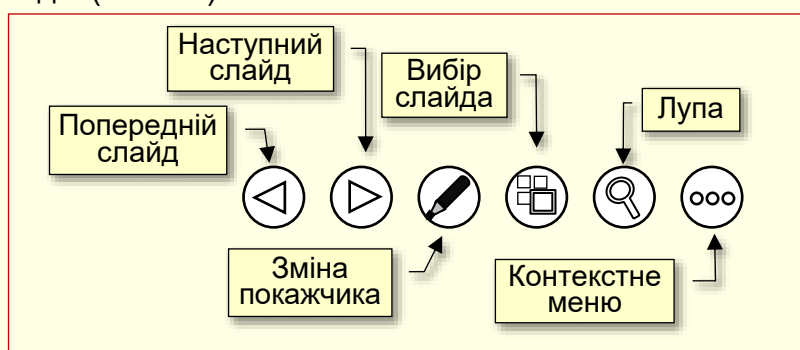 Наступний
слайд
Вибір
слайда
Лупа
Попередній
слайд
Зміна
покажчика
Контекстне
меню